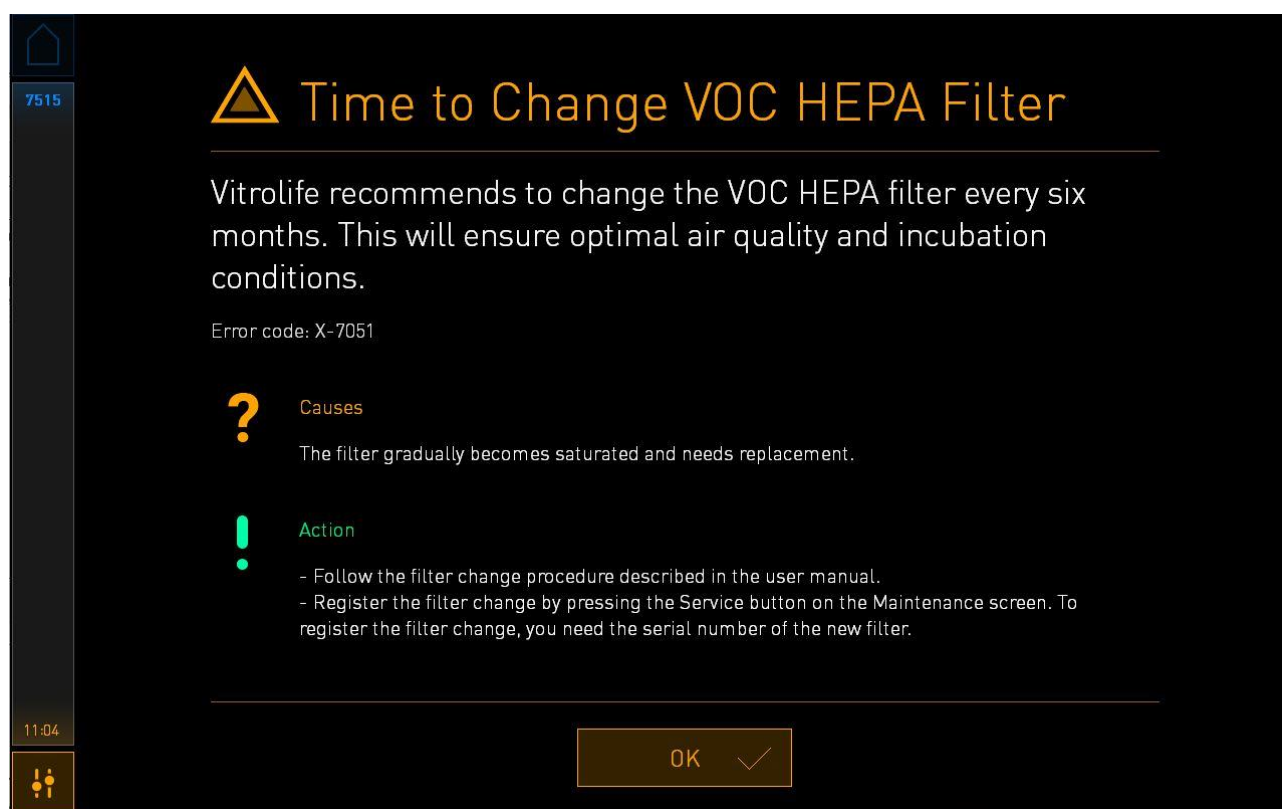 7515
Time to Change VOC HEPA Filter
Vitrolife recommends to change the VOC HEPA filter every six
months. This will ensure optimal air quality and incubation
conditions.
Error code: X-7051
?
Causes
The filter gradually becomes saturated and needs replacement.
!
Action
- Follow the filter change procedure described in the user manual.
- Register the filter change by pressing the Service button on the Maintenance screen. To
register the filter change, you need the serial number of the new filter.
11:04
OK